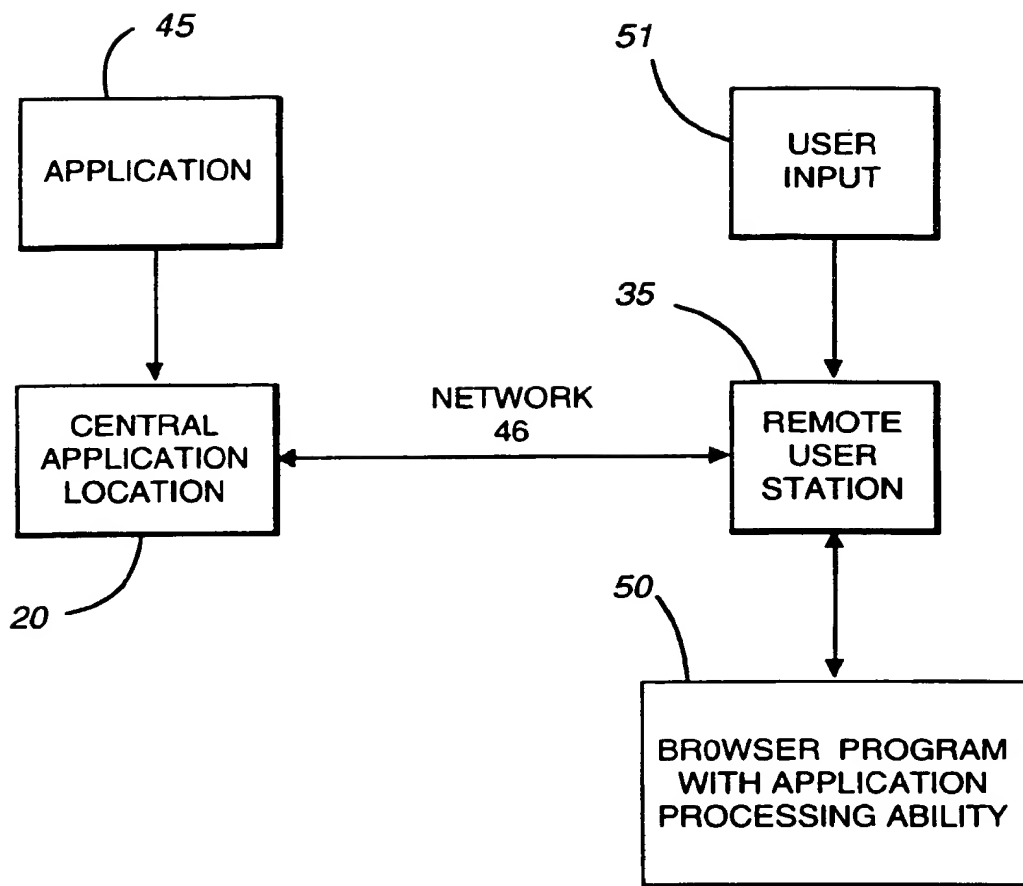 45
APPLICATION
51
USER
INPUT
CENTRAL
APPLICATION
LOCATION
20
NETWORK
46
35
REMOTE
USER
STATION
50
BR0WSER PROGRAM
WITH APPLICATION
PROCESSING ABILITY